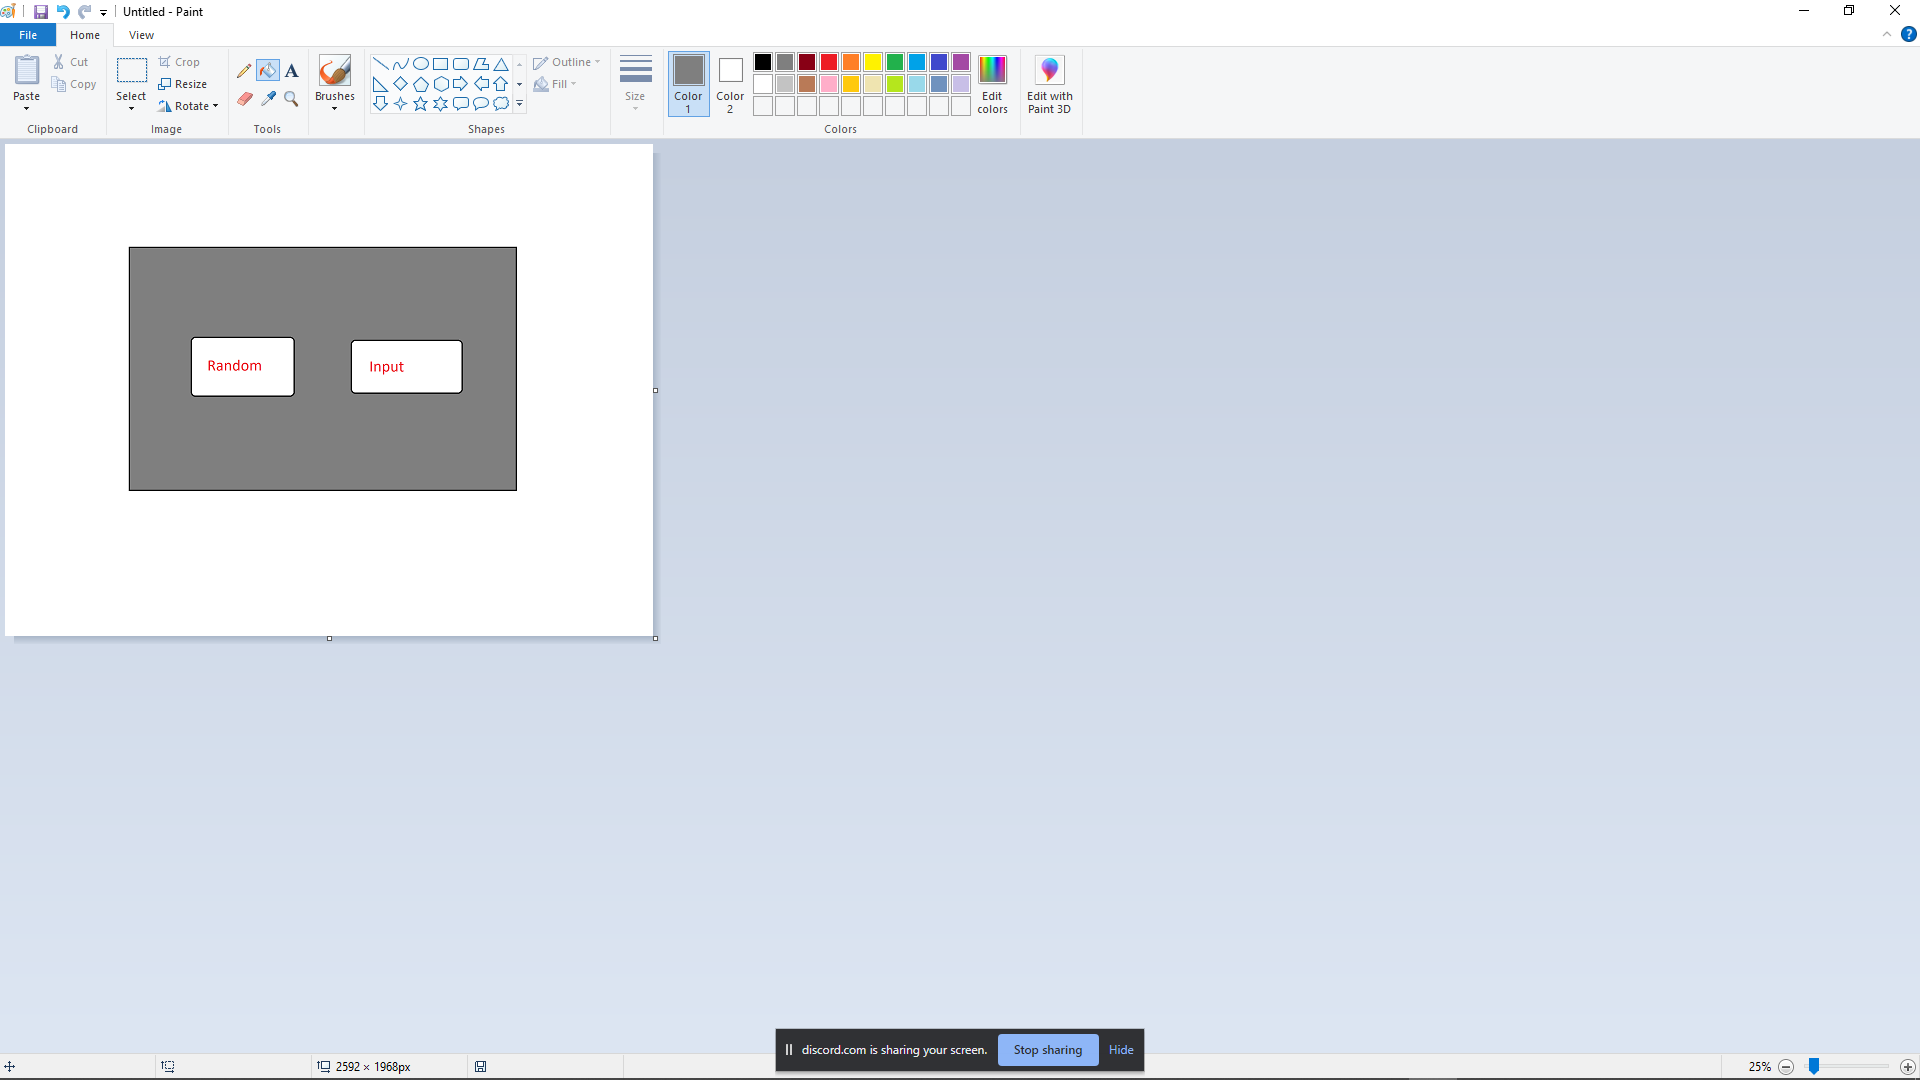 Untitled - Paint
File Home View
Paste
Cut
Copy
Clipboard
Select
Crop
Resize
Rotate
Image
A
Tools
Brushes
Shapes
Outline
Fill
Size
Color 1
Color 2
Edit colors
Colors
Edit with Paint 3D
?
Random
Input
discord.com is sharing your screen. Stop sharing Hide
2592 × 1968px
25%